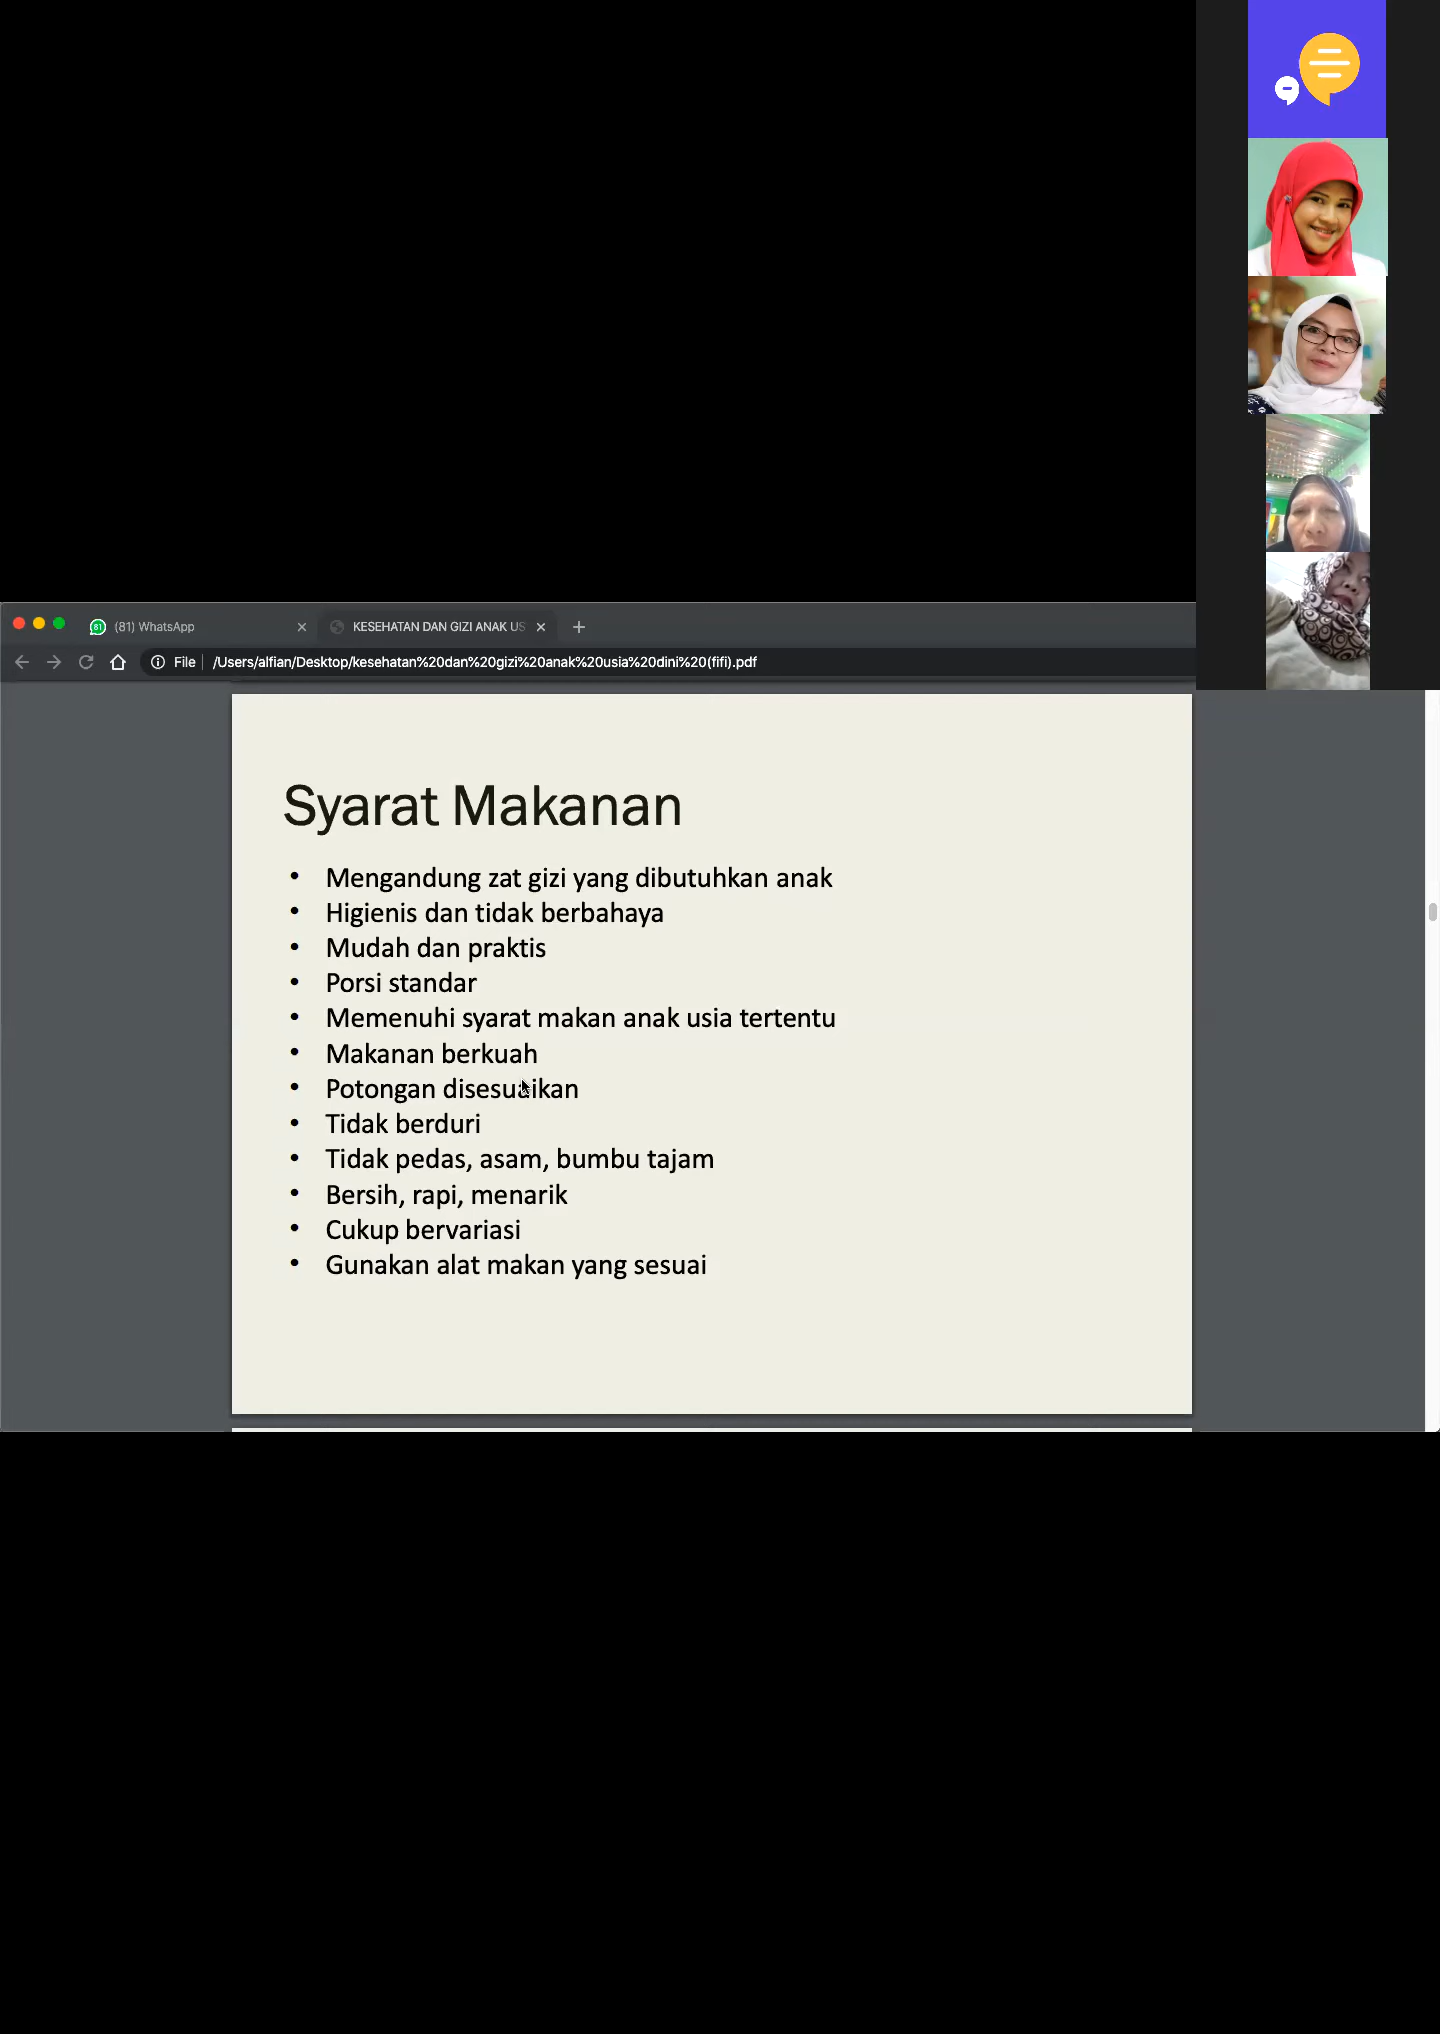 (81) WhatsApp
KESEHATAN DAN GIZI ANAK US
File
/Users/alfian/Desktop/kesehatan%20dan%20gizi%20anak%20usia%20dini%20(fifi).pdf
Syarat Makanan
• Mengandung zat gizi yang dibutuhkan anak
• Higienis dan tidak berbahaya
• Mudah dan praktis
• Porsi standar
• Memenuhi syarat makan anak usia tertentu
• Makanan berkuah
• Potongan disesuaikan
• Tidak berduri
• Tidak pedas, asam, bumbu tajam
• Bersih, rapi, menarik
• Cukup bervariasi
• Gunakan alat makan yang sesuai